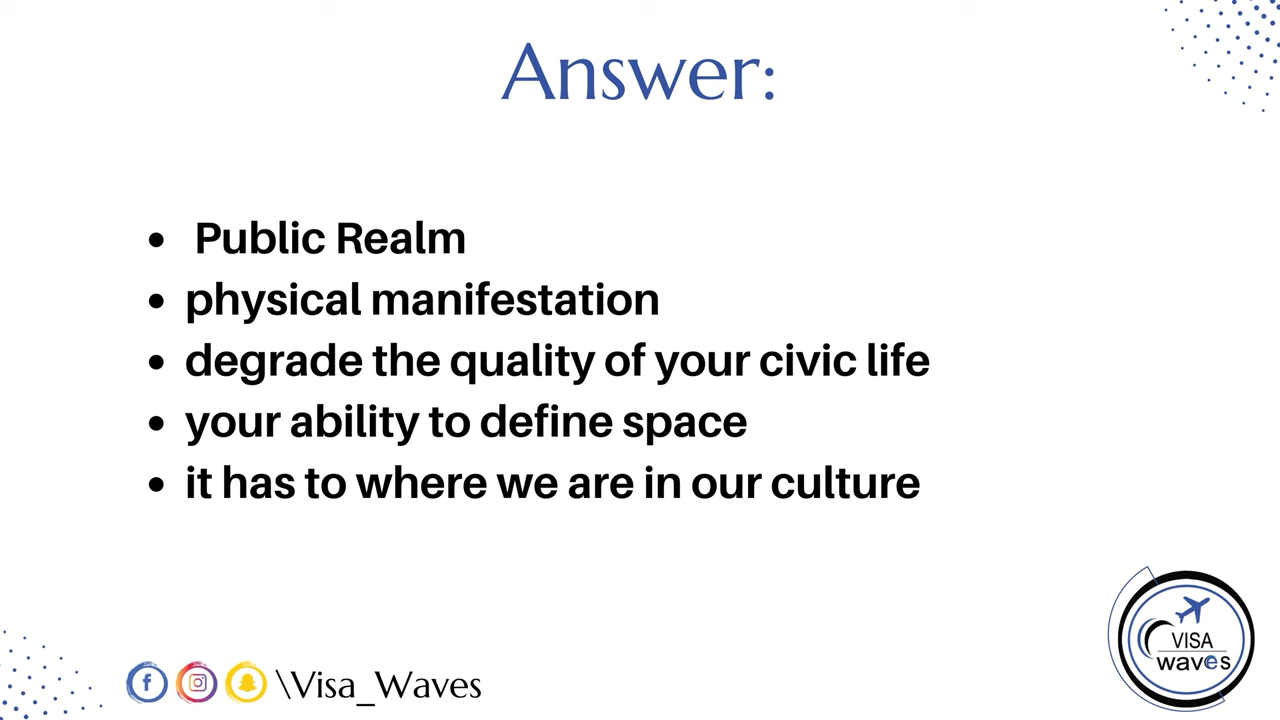 Answer:
• Public Realm
• physical manifestation
• degrade the quality of your civic life
• your ability to define space
• it has to where we are in our culture
\Visa_Waves
VISA
waves